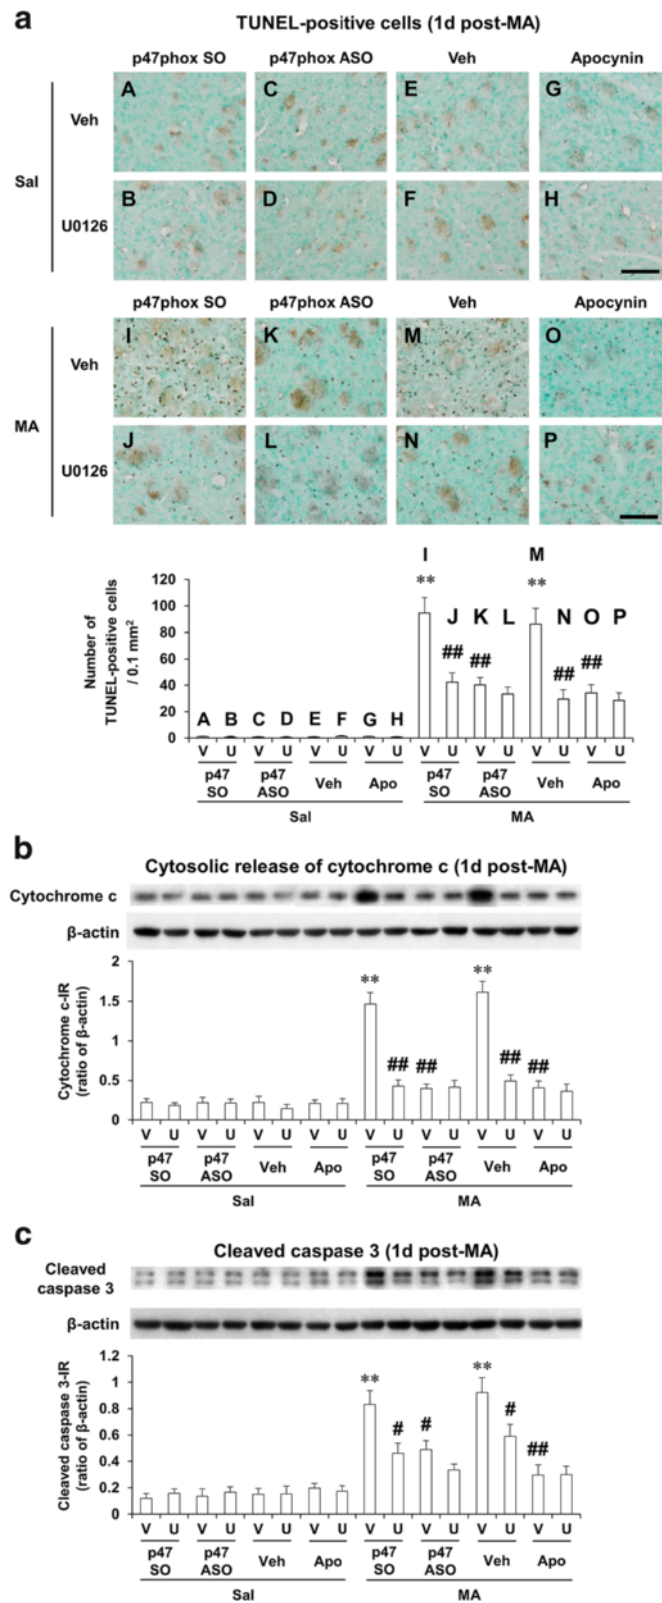 a
TUNEL-positive cells (1d post-MA)
p47phox SO p47phox ASO Veh Apocynin
Sal
Veh
A C E G
U0126
B D F H
p47phox SO p47phox ASO Veh Apocynin
MA
Veh
I K M O
U0126
J L N P
Number of
TUNEL-positive cells
/ 0.1 mm²
120
100
80
60
40
20
0
I M
** **
J K L N O P
## ## ## ##
A B C D E F G H
V U V U V U V U V U V U V U V U
p47 SO p47 ASO Veh Apo p47 SO p47 ASO Veh Apo
Sal MA
b
Cytosolic release of cytochrome c (1d post-MA)
Cytochrome c
β-actin
Cytochrome c-IR
(ratio of β-actin)
2
1.5
1
0.5
0
** **
## ## ## ##
V U V U V U V U V U V U V U V U
p47 SO p47 ASO Veh Apo p47 SO p47 ASO Veh Apo
Sal MA
c
Cleaved caspase 3 (1d post-MA)
Cleaved
caspase 3
β-actin
Cleaved caspase 3-IR
(ratio of β-actin)
1.2
1
0.8
0.6
0.4
0.2
0
** **
# # # ##
V U V U V U V U V U V U V U V U
p47 SO p47 ASO Veh Apo p47 SO p47 ASO Veh Apo
Sal MA